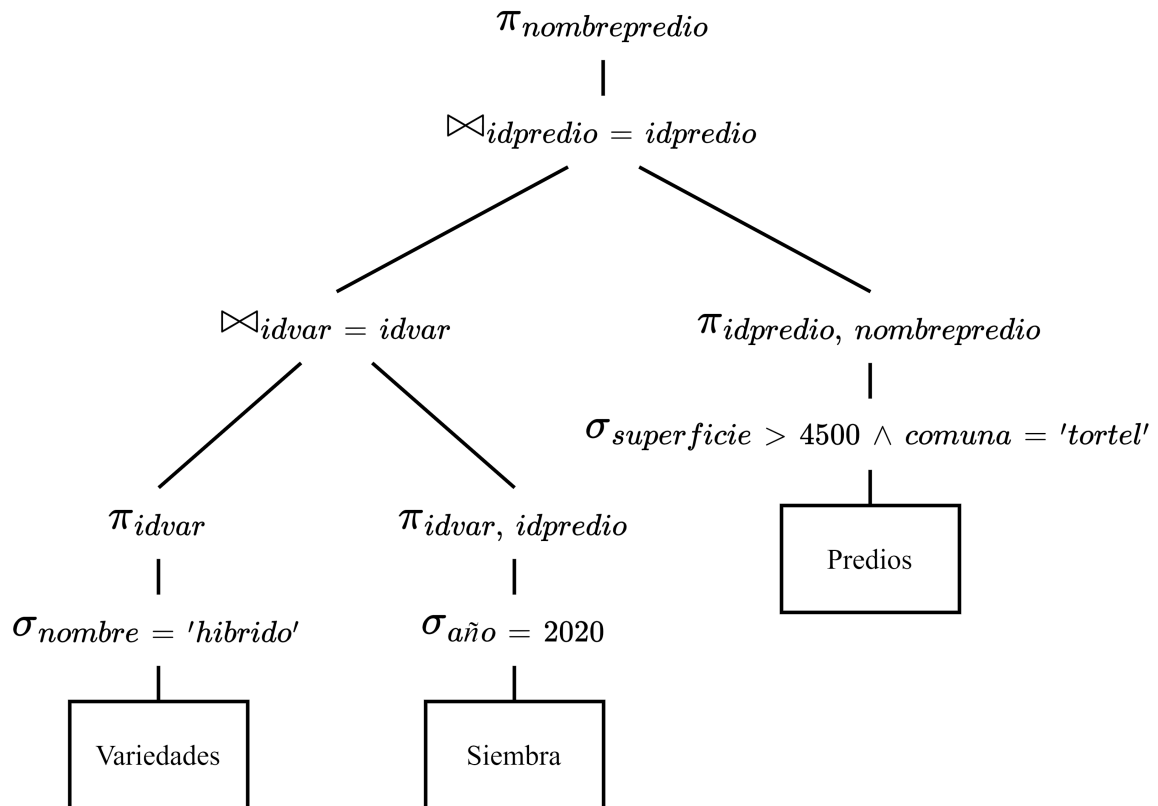 π nombrepredio
⋈ idpredio = idpredio
⋈ idvar = idvar
π idpredio, nombrepredio
σ superficie > 4500 ∧ comuna = 'tortel'
π idvar
π idvar, idpredio
Predios
σ nombre = 'hibrido'
σ año = 2020
Variedades
Siembra